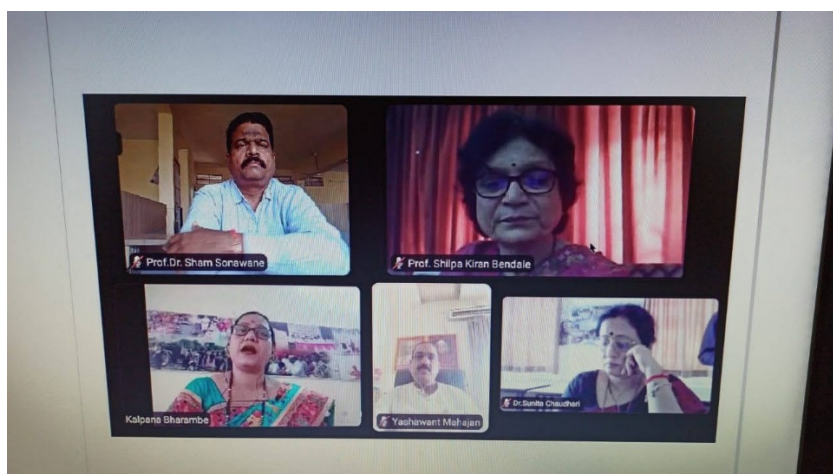 Prof.Dr. Sham Sonawane
Prof. Shilpa Kiran Bendale
Kalpana Bharambe
Yashawant Mahajan
Dr.Sunita Chaudhari